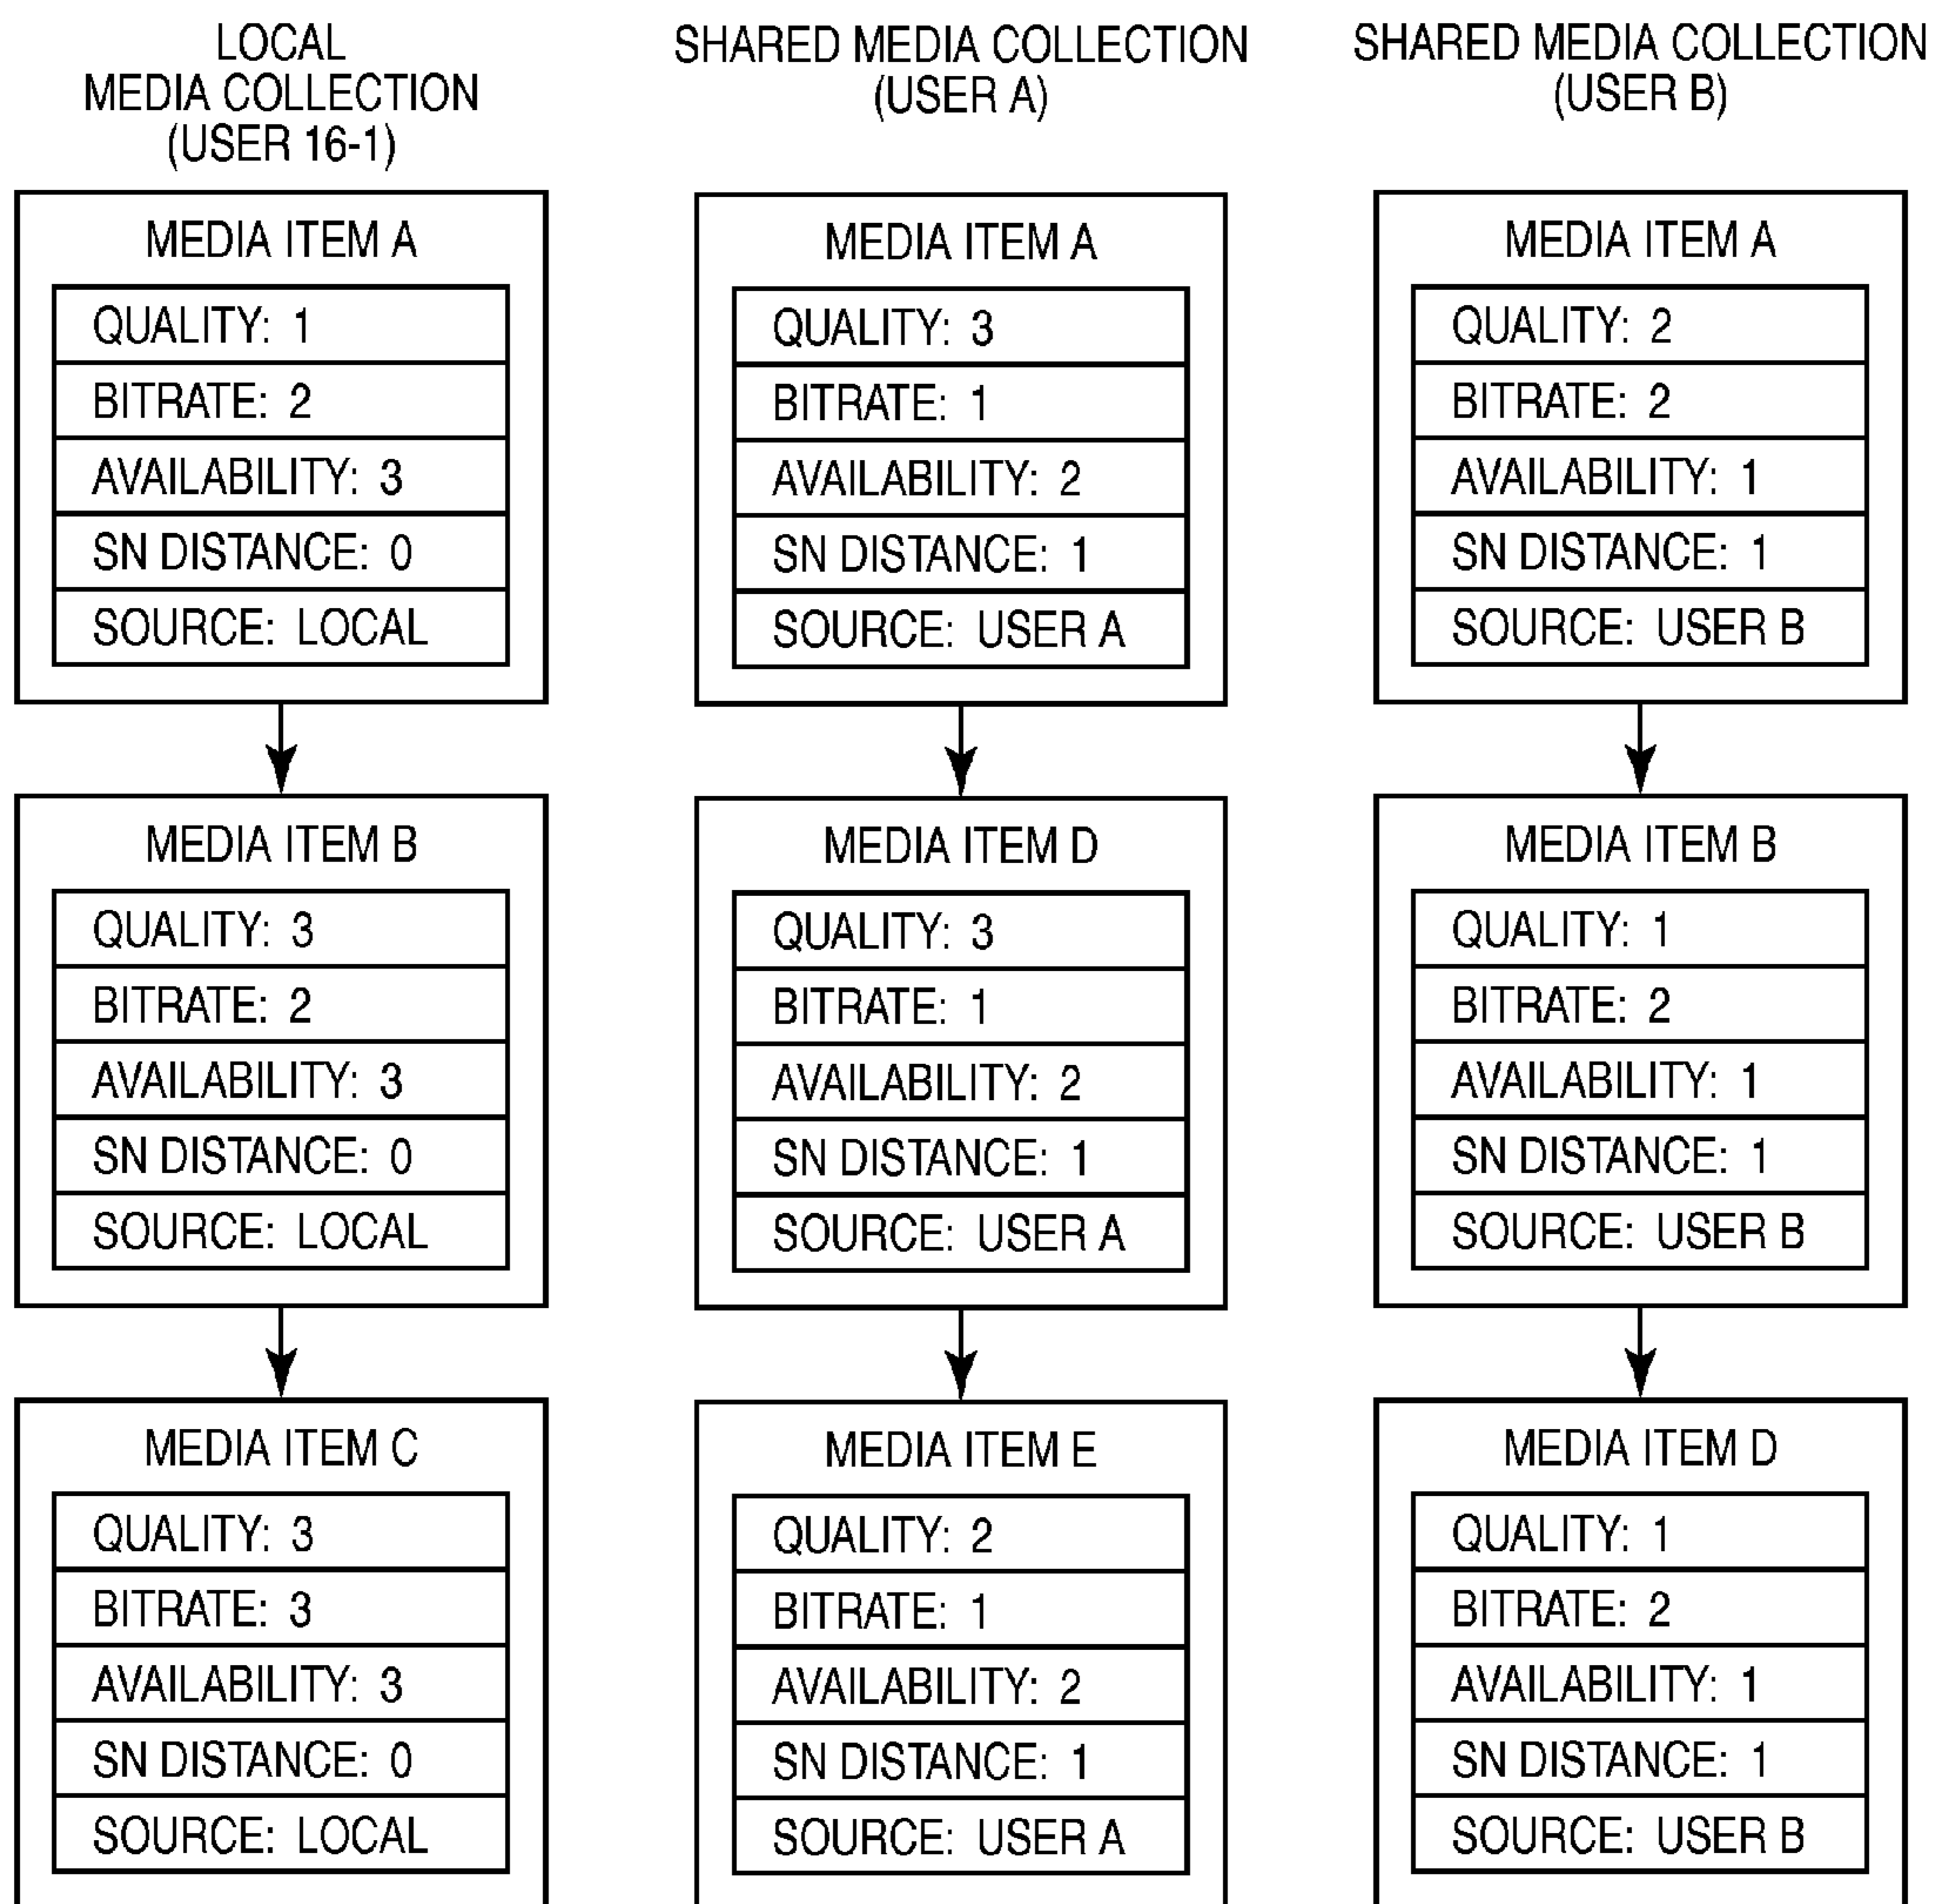 LOCAL
MEDIA COLLECTION
(USER 16-1)
MEDIA ITEM A
QUALITY: 1
BITRATE: 2
AVAILABILITY: 3
SN DISTANCE: 0
SOURCE: LOCAL
MEDIA ITEM B
QUALITY: 3
BITRATE: 2
AVAILABILITY: 3
SN DISTANCE: 0
SOURCE: LOCAL
MEDIA ITEM C
QUALITY: 3
BITRATE: 3
AVAILABILITY: 3
SN DISTANCE: 0
SOURCE: LOCAL
SHARED MEDIA COLLECTION
(USER A)
MEDIA ITEM A
QUALITY: 3
BITRATE: 1
AVAILABILITY: 2
SN DISTANCE: 1
SOURCE: USER A
MEDIA ITEM D
QUALITY: 3
BITRATE: 1
AVAILABILITY: 2
SN DISTANCE: 1
SOURCE: USER A
MEDIA ITEM E
QUALITY: 2
BITRATE: 1
AVAILABILITY: 2
SN DISTANCE: 1
SOURCE: USER A
SHARED MEDIA COLLECTION
(USER B)
MEDIA ITEM A
QUALITY: 2
BITRATE: 2
AVAILABILITY: 1
SN DISTANCE: 1
SOURCE: USER B
MEDIA ITEM B
QUALITY: 1
BITRATE: 2
AVAILABILITY: 1
SN DISTANCE: 1
SOURCE: USER B
MEDIA ITEM D
QUALITY: 1
BITRATE: 2
AVAILABILITY: 1
SN DISTANCE: 1
SOURCE: USER B